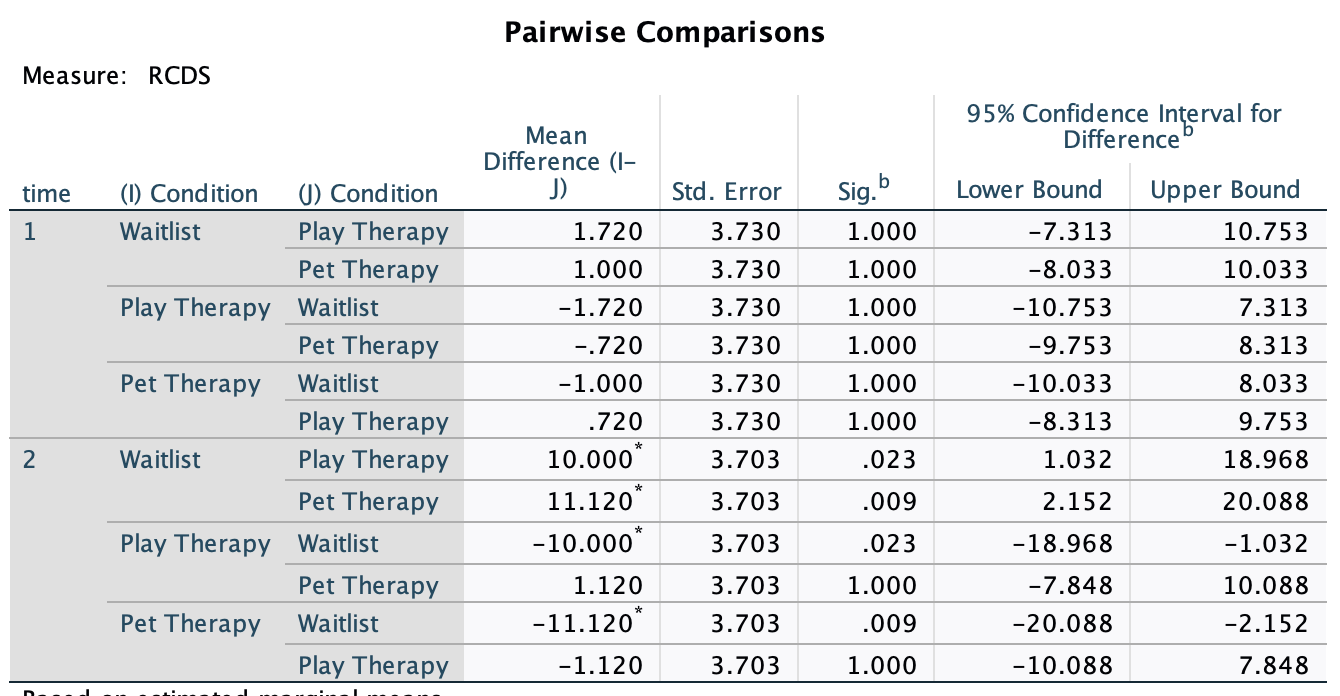 Pairwise Comparisons
Measure: RCDS
time (I) Condition (J) Condition Mean Difference (I-J) Std. Error Sig.b 95% Confidence Interval for Differenceb
Lower Bound Upper Bound
1 Waitlist Play Therapy 1.720 3.730 1.000 -7.313 10.753
Pet Therapy 1.000 3.730 1.000 -8.033 10.033
Play Therapy Waitlist -1.720 3.730 1.000 -10.753 7.313
Pet Therapy -.720 3.730 1.000 -9.753 8.313
Pet Therapy Waitlist -1.000 3.730 1.000 -10.033 8.033
Play Therapy .720 3.730 1.000 -8.313 9.753
2 Waitlist Play Therapy 10.000* 3.703 .023 1.032 18.968
Pet Therapy 11.120* 3.703 .009 2.152 20.088
Play Therapy Waitlist -10.000* 3.703 .023 -18.968 -1.032
Pet Therapy 1.120 3.703 1.000 -7.848 10.088
Pet Therapy Waitlist -11.120* 3.703 .009 -20.088 -2.152
Play Therapy -1.120 3.703 1.000 -10.088 7.848
Based on estimated marginal means